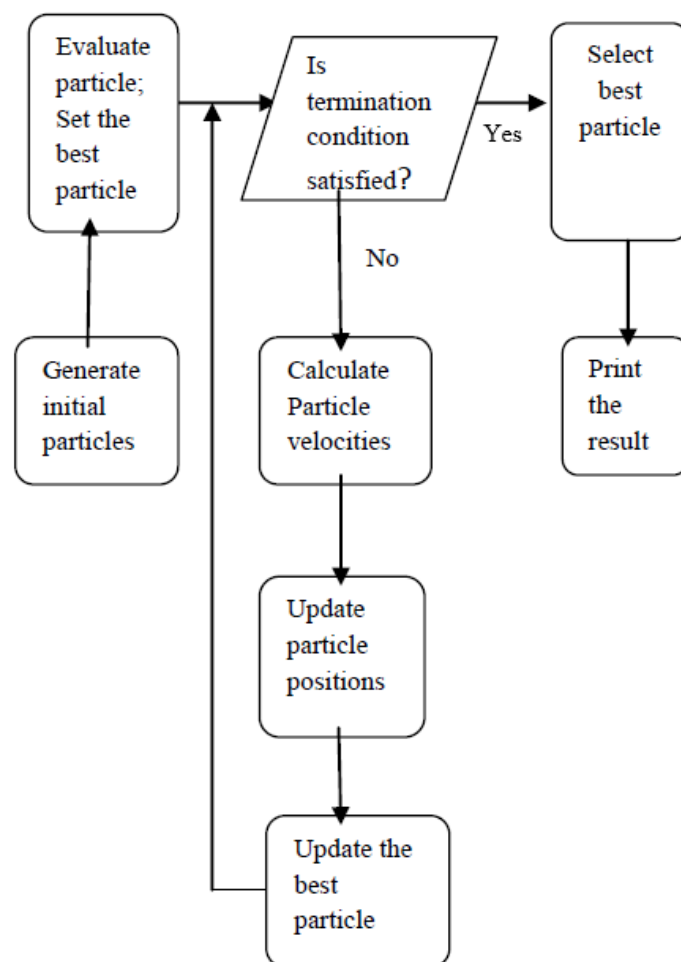 Evaluate
particle;
Set the
best
particle
Is
termination
condition
satisfied?
Yes
Select
best
particle
No
Generate
initial
particles
Calculate
Particle
velocities
Print
the
result
Update
particle
positions
Update the
best
particle